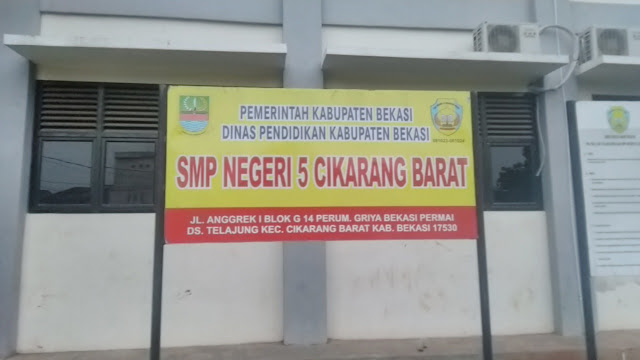 PEMERINTAH KABUPATEN BEKASI
DINAS PENDIDIKAN KABUPATEN BEKASI
SMP NEGERI 5 CIKARANG BARAT
JL. ANGGREK I BLOK G 14 PERUM. GRIYA BEKASI PERMAI
DS. TELAJUNG KEC. CIKARANG BARAT KAB. BEKASI 17530